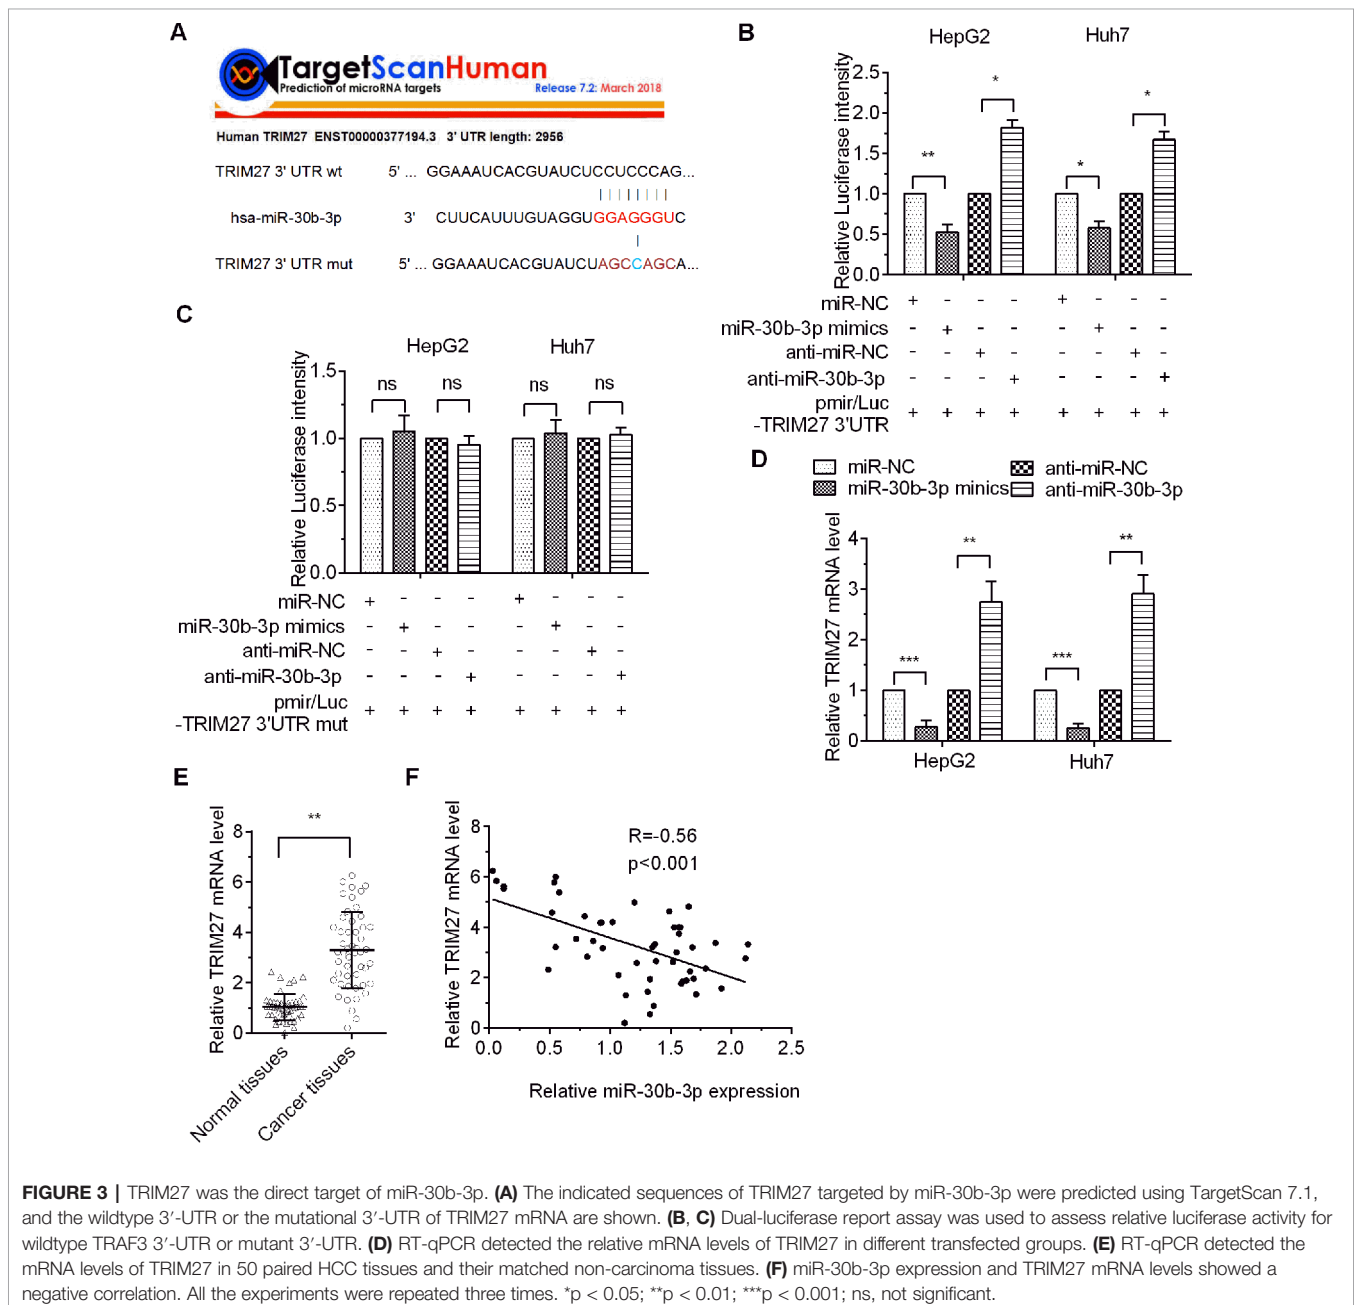 A
TargetScanHuman
Prediction of microRNA targets Release 7.2: March 2018
Human TRIM27 ENST00000377194.3 3' UTR length: 2956
TRIM27 3' UTR wt 5' ... GGAAAUCACGUAUCUCCUCCCAG...
hsa-miR-30b-3p 3' CUUCAUUUGUAGGUGGAGGGUC
TRIM27 3' UTR mut 5' ... GGAAAUCACGUAUCUAGCCAGCA...
B
HepG2 Huh7
Relative Luciferase intensity
2.5
2.0
1.5
1.0
0.5
0.0
** * * *
miR-NC + - - - + - - -
miR-30b-3p mimics - + - - - + - -
anti-miR-NC - - + - - - + -
anti-miR-30b-3p - - - + - - - +
pmir/Luc
-TRIM27 3'UTR + + + + + + + +
C
HepG2 Huh7
Relative Luciferase intensity
1.5
1.0
0.5
0.0
ns ns ns ns
miR-NC + - - - + - - -
miR-30b-3p mimics - + - - - + - -
anti-miR-NC - - + - - - + -
anti-miR-30b-3p - - - + - - - +
pmir/Luc
-TRIM27 3'UTR mut + + + + + + + +
D
miR-NC anti-miR-NC
miR-30b-3p minics anti-miR-30b-3p
Relative TRIM27 mRNA level
4
3
2
1
0
*** ** *** **
HepG2 Huh7
E
Relative TRIM27 mRNA level
8
6
4
2
0
**
Normal tissues
Cancer tissues
F
Relative TRIM27 mRNA level
8
6
4
2
0
R=-0.56
p<0.001
0.0 0.5 1.0 1.5 2.0 2.5
Relative miR-30b-3p expression
FIGURE 3 | TRIM27 was the direct target of miR-30b-3p. (A) The indicated sequences of TRIM27 targeted by miR-30b-3p were predicted using TargetScan 7.1,
and the wildtype 3′-UTR or the mutational 3′-UTR of TRIM27 mRNA are shown. (B, C) Dual-luciferase report assay was used to assess relative luciferase activity for
wildtype TRAF3 3′-UTR or mutant 3′-UTR. (D) RT-qPCR detected the relative mRNA levels of TRIM27 in different transfected groups. (E) RT-qPCR detected the
mRNA levels of TRIM27 in 50 paired HCC tissues and their matched non-carcinoma tissues. (F) miR-30b-3p expression and TRIM27 mRNA levels showed a
negative correlation. All the experiments were repeated three times. *p < 0.05; **p < 0.01; ***p < 0.001; ns, not significant.